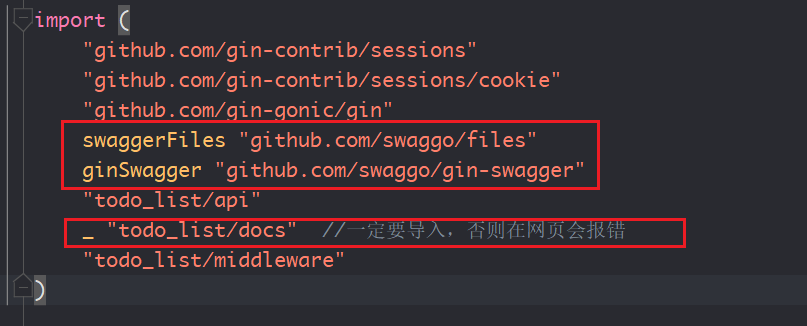 import (
"github.com/gin-contrib/sessions"
"github.com/gin-contrib/sessions/cookie"
"github.com/gin-gonic/gin"
swaggerFiles "github.com/swaggo/files"
ginSwagger "github.com/swaggo/gin-swagger"
"todo_list/api"
_ "todo_list/docs"  //一定要导入，否则在网页会报错
"todo_list/middleware"
)